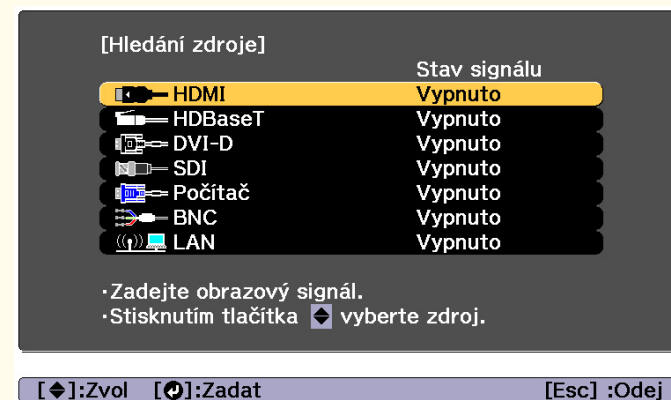 [Hledání zdroje]
Stav signálu
HDMI Vypnuto
HDBaseT Vypnuto
DVI-D Vypnuto
SDI Vypnuto
Počítač Vypnuto
BNC Vypnuto
LAN Vypnuto
·Zadejte obrazový signál.
·Stisknutím tlačítka vyberte zdroj.
[◆]:Zvol [↵]:Zadat [Esc] :Odej